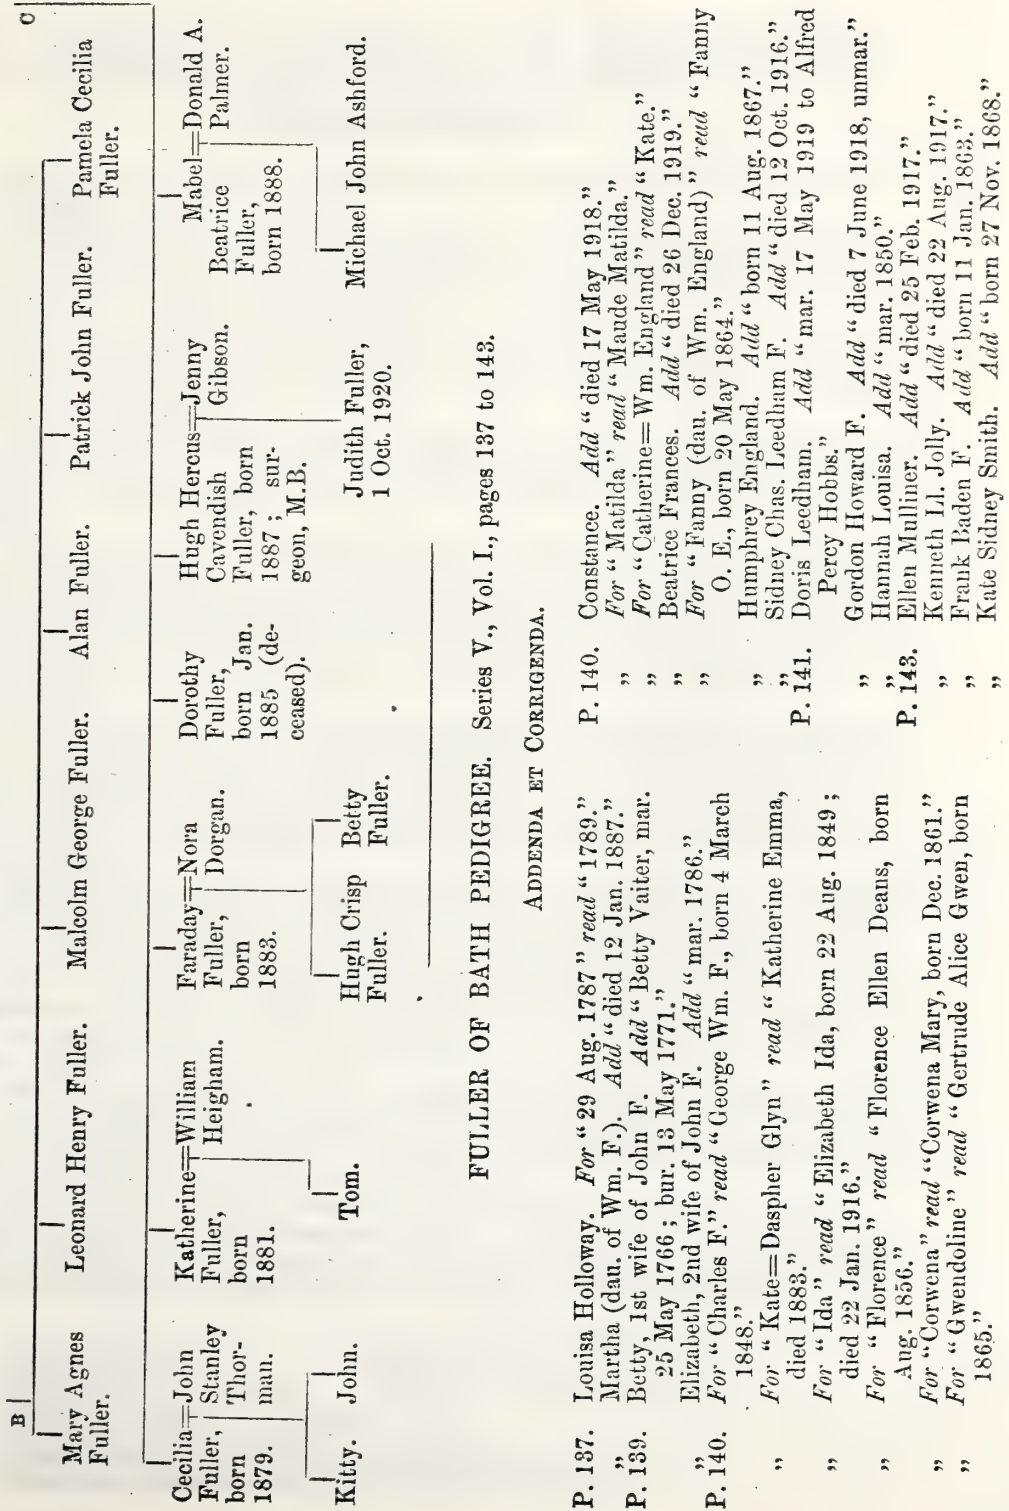 B
C
Mary Agnes
Fuller.
Leonard Henry Fuller.
Malcolm George Fuller.
Alan Fuller.
Patrick John Fuller.
Pamela Cecilia
Fuller.
Cecilia=John
Fuller, Stanley
born Thor-
1879. man.
Katherine=William
Fuller, Heigham.
born
1881.
Faraday=Nora
Fuller, Dorgan.
born
1883.
Dorothy
Fuller,
born Jan.
1885 (de-
ceased).
Hugh Hercus=Jenny
Cavendish Gibson.
Fuller, born
1887; sur-
geon, M.B.
Mabel=Donald A.
Beatrice Palmer.
Fuller,
born 1888.
Kitty. John.
Tom.
Hugh Crisp Betty
Fuller. Fuller.
Judith Fuller,
1 Oct. 1920.
Michael John Ashford.
FULLER OF BATH PEDIGREE. Series V., Vol. I., pages 137 to 143.
ADDENDA ET CORRIGENDA.
P. 137. Louisa Holloway. For “29 Aug. 1787” read “1789.”
„ Martha (dau. of Wm. F.). Add “died 12 Jan. 1887.”
P. 139. Betty, 1st wife of John F. Add “Betty Vaiter, mar.
25 May 1766; bur. 13 May 1771.”
„ Elizabeth, 2nd wife of John F. Add “mar. 1786.”
P. 140. For “Charles F.” read “George Wm. F., born 4 March
1848.”
„ For “Kate=Daspher Glyn” read “Katherine Emma,
died 1883.”
„ For “Ida” read “Elizabeth Ida, born 22 Aug. 1849;
died 22 Jan. 1916.”
„ For “Florence” read “Florence Ellen Deans, born
Aug. 1856.”
„ For “Corwena” read “Corwena Mary, born Dec. 1861.”
„ For “Gwendoline” read “Gertrude Alice Gwen, born
1865.”
P. 140. Constance. Add “died 17 May 1918.”
„ For “Matilda” read “Maude Matilda.”
„ For “Catherine=Wm. England” read “Kate.”
„ Beatrice Frances. Add “died 26 Dec. 1919.”
„ For “Fanny (dau. of Wm. England)” read “Fanny
O. E., born 20 May 1864.”
„ Humphrey England. Add “born 11 Aug. 1867.”
„ Sidney Chas. Leedham F. Add “died 12 Oct. 1916.”
P. 141. Doris Leedham. Add “mar. 17 May 1919 to Alfred
Percy Hobbs.”
„ Gordon Howard F. Add “died 7 June 1918, unmar.”
„ Hannah Louisa. Add “mar. 1850.”
P. 143. Ellen Mulliner. Add “died 25 Feb. 1917.”
„ Kenneth Ll. Jolly. Add “died 22 Aug. 1917.”
„ Frank Baden F. Add “born 11 Jan. 1863.”
„ Kate Sidney Smith. Add “born 27 Nov. 1868.”